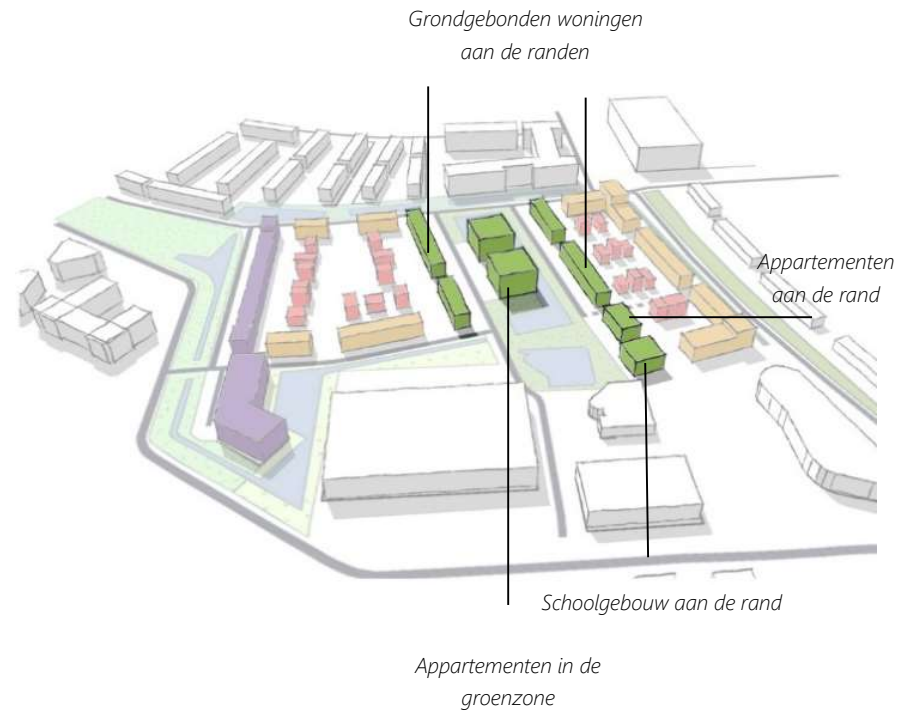 Grondgebonden woningen
aan de randen
Appartementen
aan de rand
Schoolgebouw aan de rand
Appartementen in de
groenzone